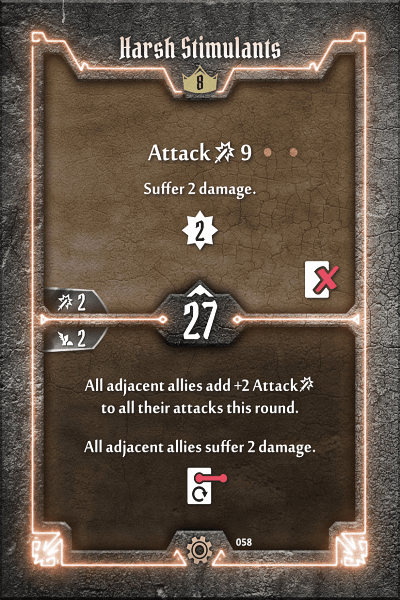 Harsh Stimulants
8
Attack 9
Suffer 2 damage.
2
2
27
2
All adjacent allies add +2 Attack
to all their attacks this round.
All adjacent allies suffer 2 damage.
058